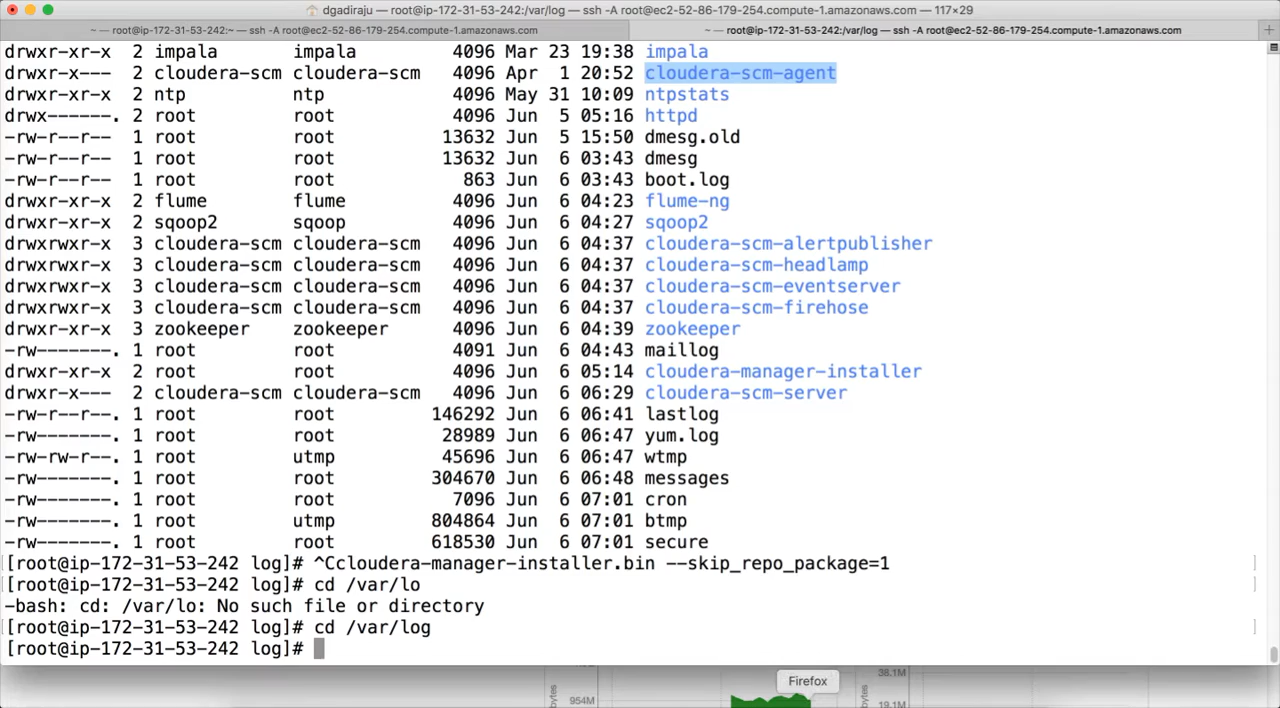 dgadiraju — root@ip-172-31-53-242:/var/log — ssh -A root@ec2-52-86-179-254.compute-1.amazonaws.com — 117×29
~ — root@ip-172-31-53-242:~ — ssh -A root@ec2-52-86-179-254.compute-1.amazonaws.com ~ — root@ip-172-31-53-242:/var/log — ssh -A root@ec2-52-86-179-254.compute-1.amazonaws.com +
drwxr-xr-x 2 impala impala 4096 Mar 23 19:38 impala
drwxr-x--- 2 cloudera-scm cloudera-scm 4096 Apr 1 20:52 cloudera-scm-agent
drwxr-xr-x 2 ntp ntp 4096 May 31 10:09 ntpstats
drwx------. 2 root root 4096 Jun 5 05:16 httpd
-rw-r--r-- 1 root root 13632 Jun 5 15:50 dmesg.old
-rw-r--r-- 1 root root 13632 Jun 6 03:43 dmesg
-rw-r--r-- 1 root root 863 Jun 6 03:43 boot.log
drwxr-xr-x 2 flume flume 4096 Jun 6 04:23 flume-ng
drwxr-xr-x 2 sqoop2 sqoop 4096 Jun 6 04:27 sqoop2
drwxrwxr-x 3 cloudera-scm cloudera-scm 4096 Jun 6 04:37 cloudera-scm-alertpublisher
drwxrwxr-x 3 cloudera-scm cloudera-scm 4096 Jun 6 04:37 cloudera-scm-headlamp
drwxrwxr-x 3 cloudera-scm cloudera-scm 4096 Jun 6 04:37 cloudera-scm-eventserver
drwxrwxr-x 3 cloudera-scm cloudera-scm 4096 Jun 6 04:37 cloudera-scm-firehose
drwxr-xr-x 3 zookeeper zookeeper 4096 Jun 6 04:39 zookeeper
-rw-------. 1 root root 4091 Jun 6 04:43 maillog
drwxr-xr-x 2 root root 4096 Jun 6 05:14 cloudera-manager-installer
drwxr-x--- 2 cloudera-scm cloudera-scm 4096 Jun 6 06:29 cloudera-scm-server
-rw-r--r--. 1 root root 146292 Jun 6 06:41 lastlog
-rw-------. 1 root root 28989 Jun 6 06:47 yum.log
-rw-rw-r--. 1 root utmp 45696 Jun 6 06:47 wtmp
-rw-------. 1 root root 304670 Jun 6 06:48 messages
-rw-------. 1 root root 7096 Jun 6 07:01 cron
-rw-------. 1 root utmp 804864 Jun 6 07:01 btmp
-rw-------. 1 root root 618530 Jun 6 07:01 secure
[root@ip-172-31-53-242 log]# ^Ccloudera-manager-installer.bin --skip_repo_package=1
[root@ip-172-31-53-242 log]# cd /var/lo
-bash: cd: /var/lo: No such file or directory
[root@ip-172-31-53-242 log]# cd /var/log
[root@ip-172-31-53-242 log]#
Firefox
38.1M
954M
19.1M
bytes
bytes